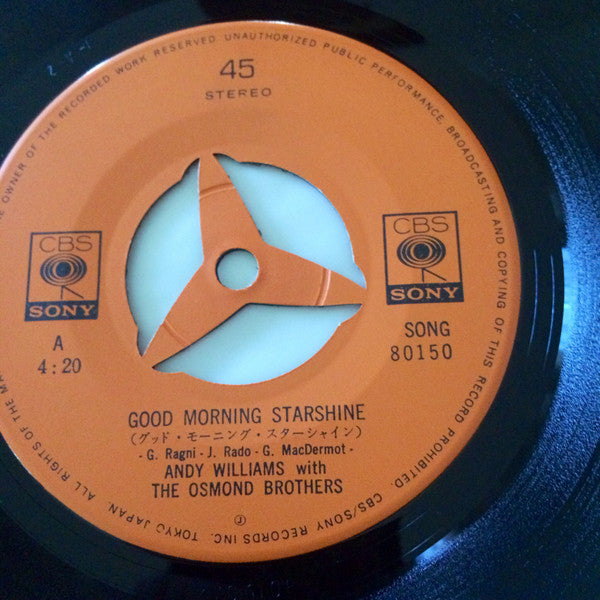 THE OWNER OF THE RECORDED WORK RESERVED. UNAUTHORIZED PUBLIC PERFORMANCE, BROADCASTING AND COPYING OF THIS RECORD PROHIBITED. CBS/SONY RECORDS INC. TOKYO JAPAN. ALL RIGHTS OF THE
45
STEREO
CBS
SONY
CBS
SONY
A
4:20
SONG
80150
GOOD MORNING STARSHINE
(グッド・モーニング・スターシャイン)
- G. Ragni - J. Rado - G. MacDermot -
ANDY WILLIAMS with
THE OSMOND BROTHERS
℗